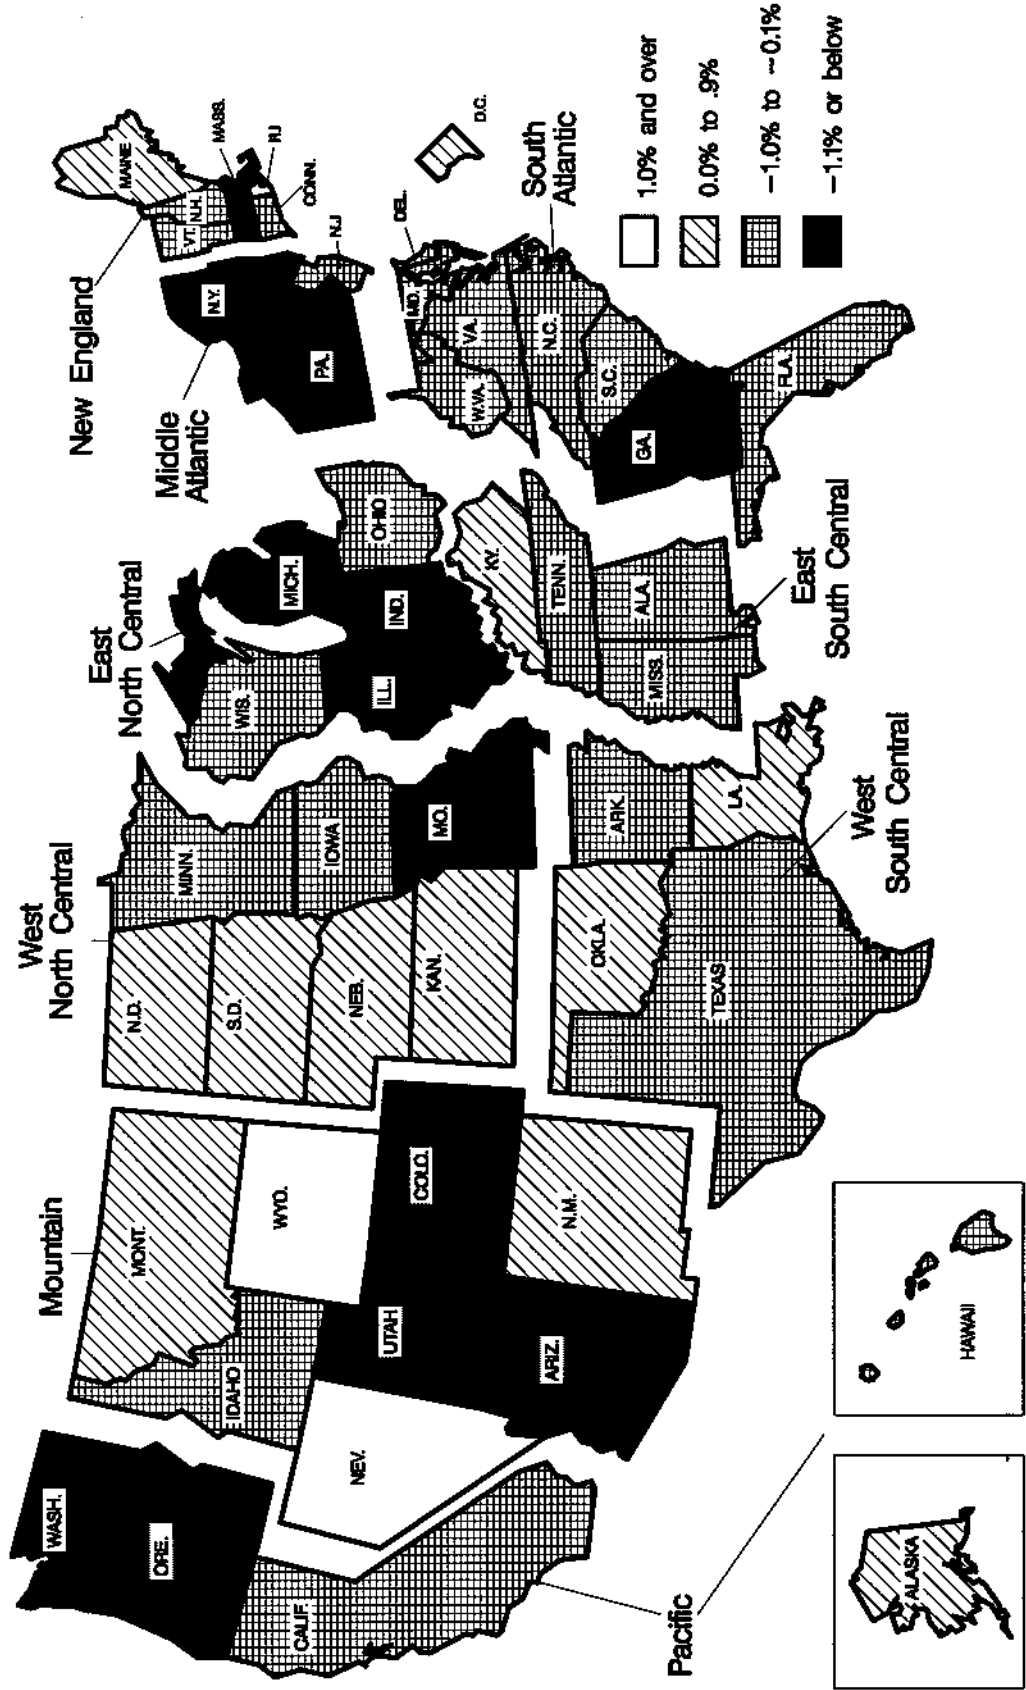 Pacific
Mountain
West
North Central
East
North Central
Middle
Atlantic
New England
WASH.
ORE.
CALIF.
NEV.
IDAHO
MONT.
WYO.
UTAH
COLO.
ARIZ.
N.M.
N.D.
S.D.
NEB.
KAN.
MINN.
IOWA
MO.
WIS.
ILL.
MICH.
IND.
OHIO
N.Y.
PA.
N.J
VT.
N.H.
MAINE
MASS.
R.I
CONN.
OKLA.
TEXAS
ARK.
LA.
West
South Central
KY.
TENN.
MISS.
ALA.
East
South Central
W.VA.
VA.
MD.
DEL.
D.C.
N.C.
S.C.
GA.
FLA.
South
Atlantic
ALASKA
HAWAII
1.0% and over
0.0% to .9%
−1.0% to −0.1%
−1.1% or below